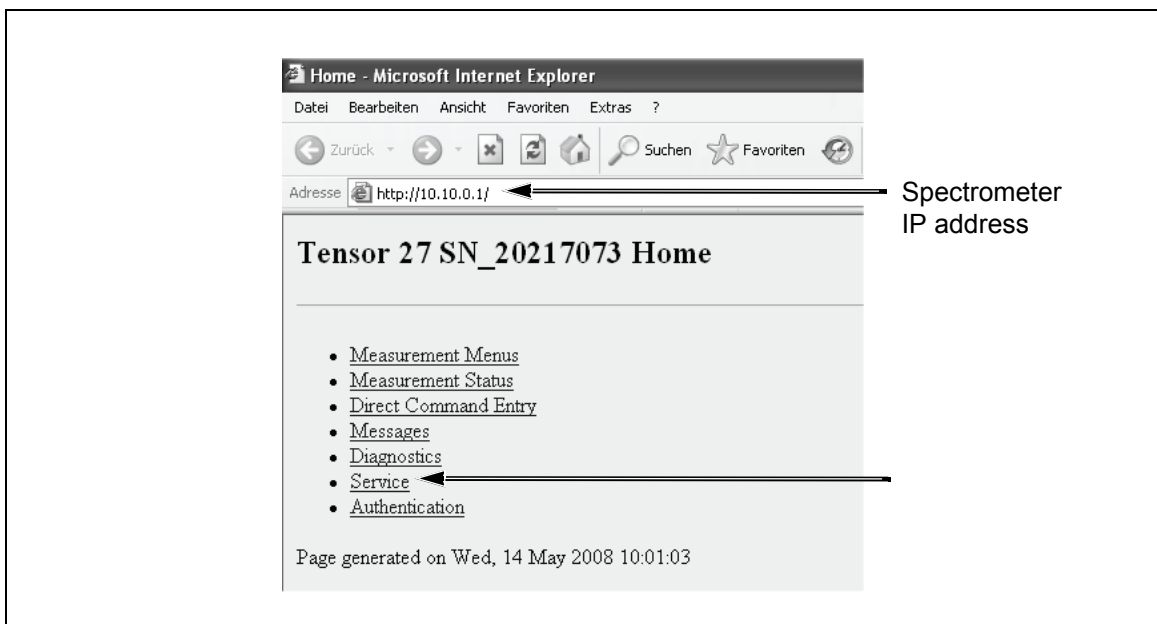 Home - Microsoft Internet Explorer
Datei Bearbeiten Ansicht Favoriten Extras ?
Zurück Suchen Favoriten
Adresse http://10.10.0.1/
Spectrometer
IP address
Tensor 27 SN_20217073 Home
Measurement Menus
Measurement Status
Direct Command Entry
Messages
Diagnostics
Service
Authentication
Page generated on Wed, 14 May 2008 10:01:03